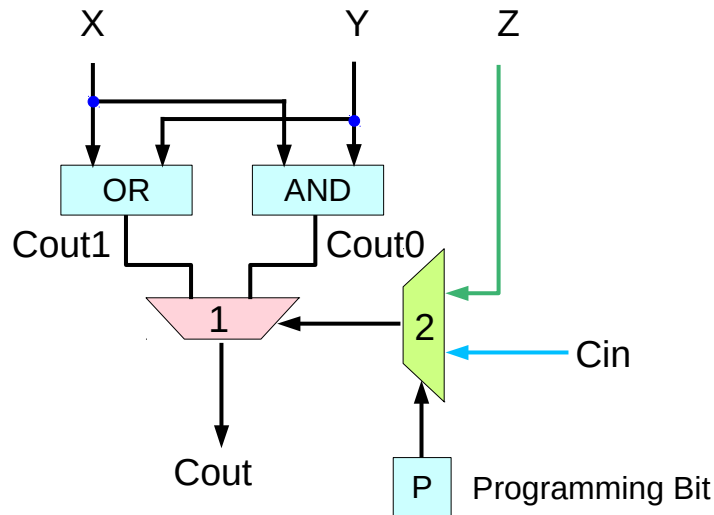 X Y Z
OR AND
Cout1 Cout0
1 2
Cin
Cout
P Programming Bit